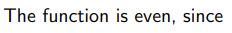 The function is even, since